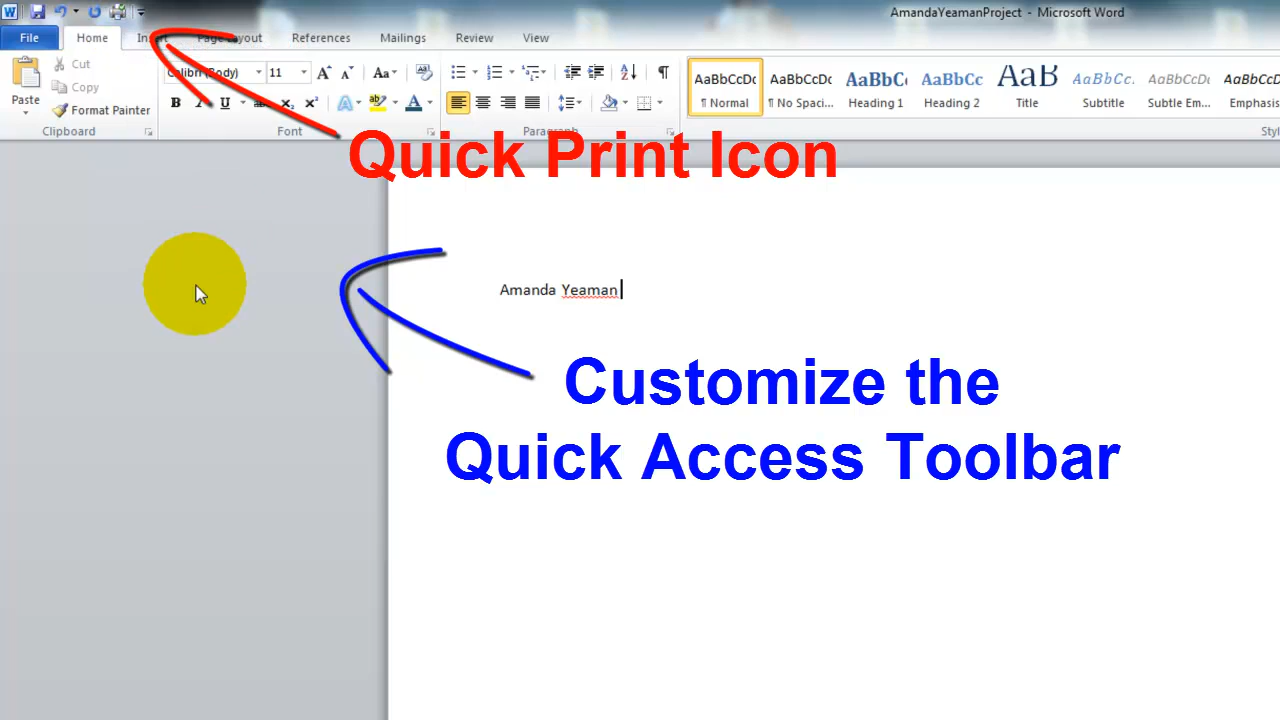 AmandaYeamanProject - Microsoft Word
File Home Insert Page Layout References Mailings Review View
Cut
Copy
Paste
Format Painter
Calibri (Body) 11
Clipboard Font Paragraph
AaBbCcDc AaBbCcDc AaBbC AaBbCc AaB AaBbCc. AaBbCcDc AaBbCcD
¶ Normal ¶ No Spaci... Heading 1 Heading 2 Title Subtitle Subtle Em... Emphasis
Quick Print Icon
Amanda Yeaman
Customize the
Quick Access Toolbar